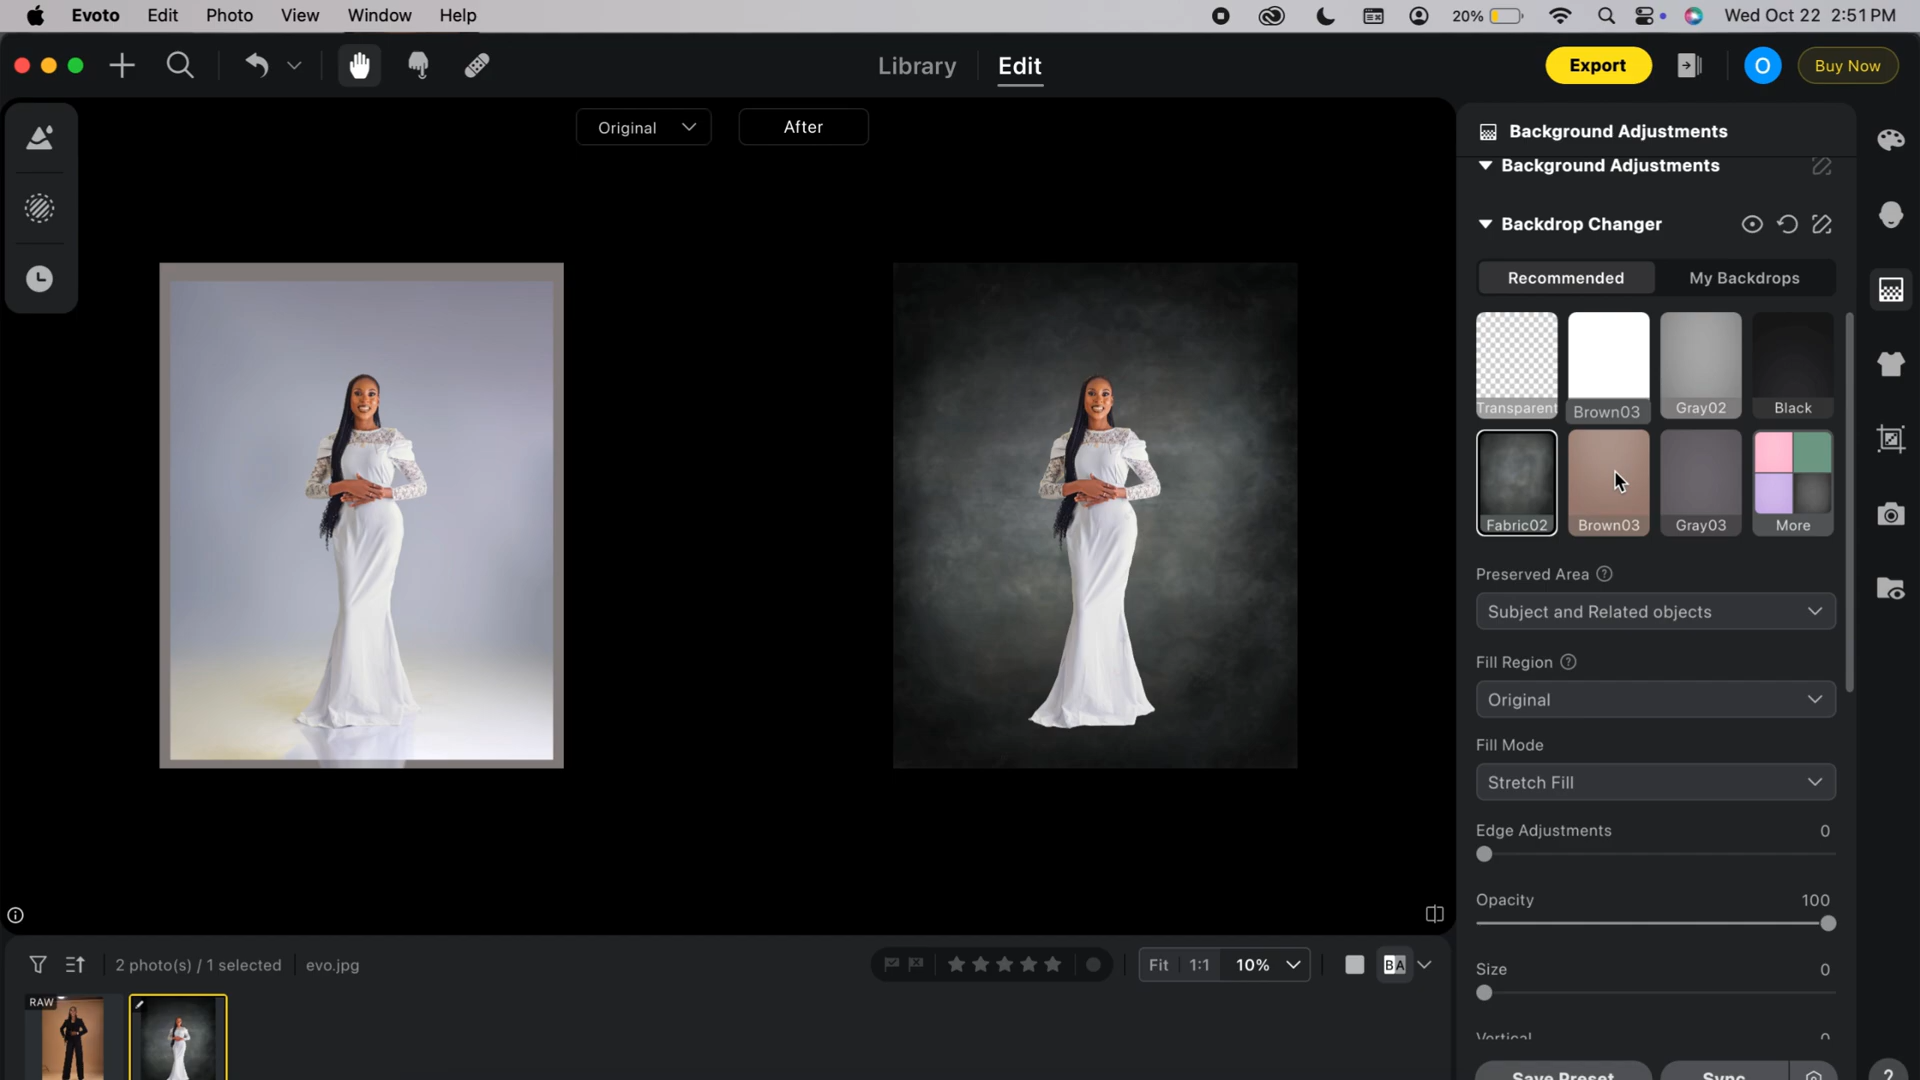 Evoto Edit Photo View Window Help 20% Wed Oct 22 2:51 PM
Library Edit Export O Buy Now
Original After
Background Adjustments
Background Adjustments
Backdrop Changer
Recommended My Backdrops
Transparent Brown03 Gray02 Black
Fabric02 Brown03 Gray03 More
Preserved Area ?
Subject and Related objects
Fill Region ?
Original
Fill Mode
Stretch Fill
Edge Adjustments 0
Opacity 100
Size 0
Vertical 0
2 photo(s) / 1 selected evo.jpg Fit 1:1 10% BA
RAW
Save Preset Sync ?